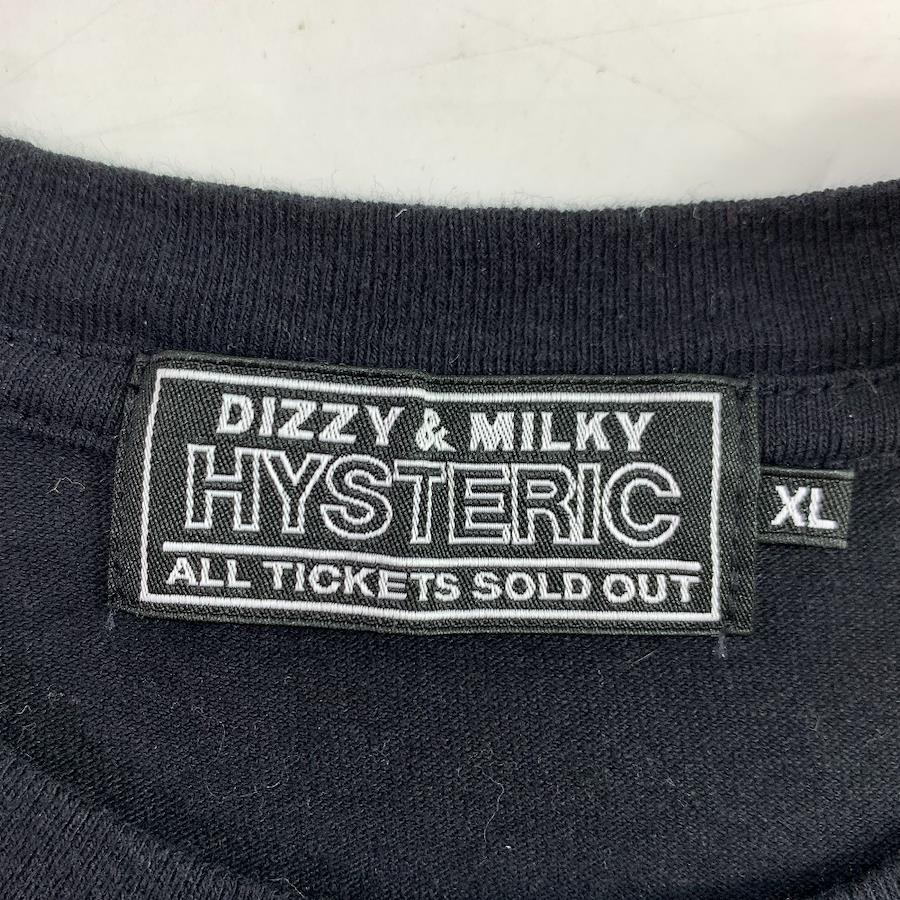 DIZZY & MILKY
HYSTERIC
ALL TICKETS SOLD OUT
XL